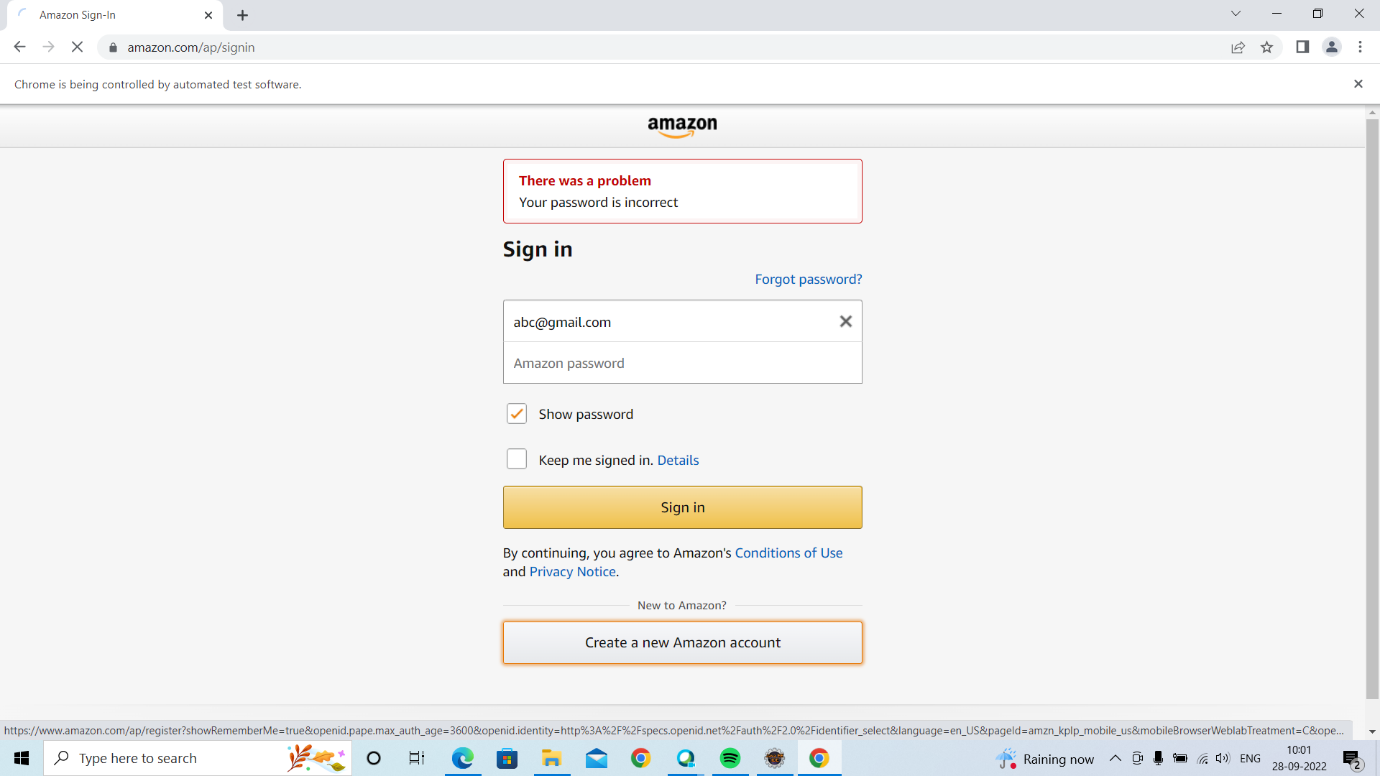 Amazon Sign-In
amazon.com/ap/signin
Chrome is being controlled by automated test software.
amazon
There was a problem
Your password is incorrect
Sign in
Forgot password?
abc@gmail.com
Amazon password
Show password
Keep me signed in. Details
Sign in
By continuing, you agree to Amazon's Conditions of Use
and Privacy Notice.
New to Amazon?
Create a new Amazon account
https://www.amazon.com/ap/register?showRememberMe=true&openid.pape.max_auth_age=3600&openid.identity=http%3A%2F%2Fspecs.openid.net%2Fauth%2F2.0%2Fidentifier_select&language=en_US&pageId=amzn_kplp_mobile_us&mobileBrowserWeblabTreatment=C&ope...
Type here to search
Raining now
ENG
10:01
28-09-2022
2